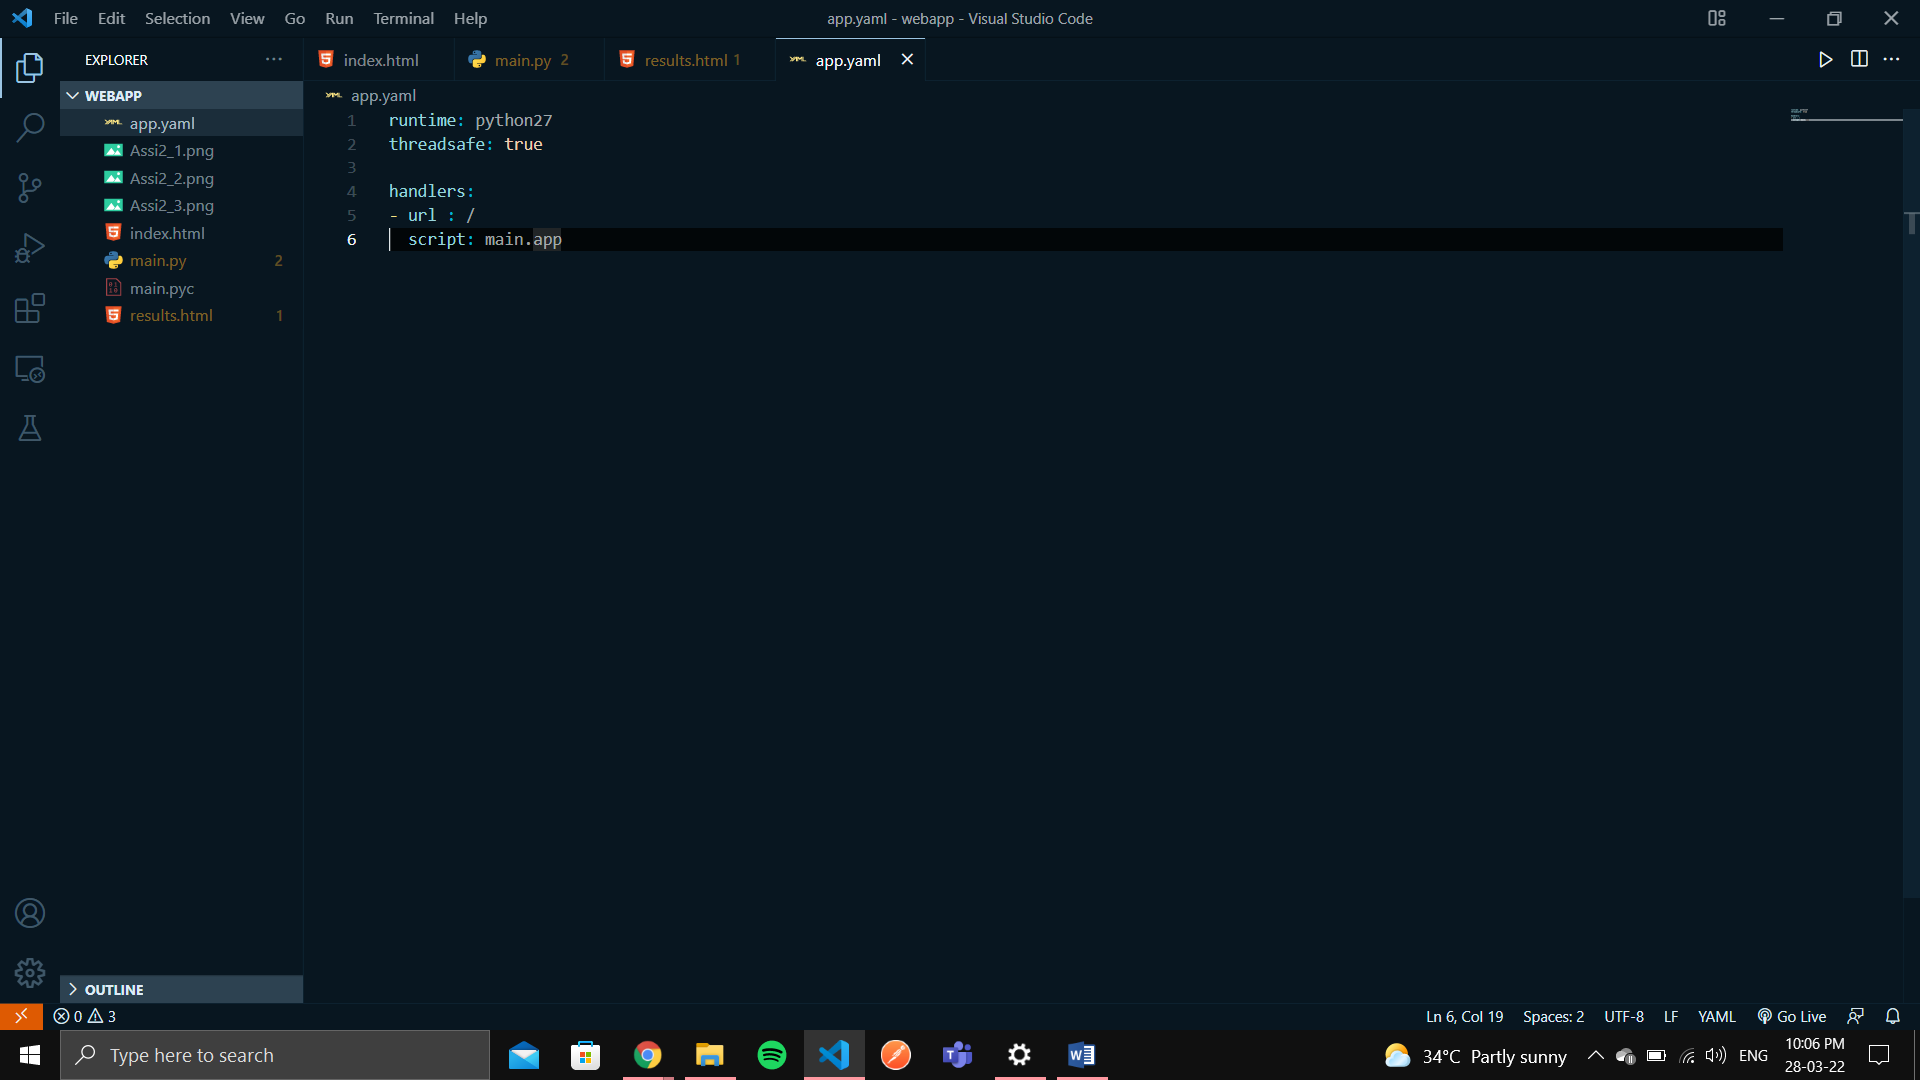 File Edit Selection View Go Run Terminal Help
app.yaml - webapp - Visual Studio Code
EXPLORER
index.html
main.py 2
results.html 1
app.yaml
WEBAPP
app.yaml
Assi2_1.png
Assi2_2.png
Assi2_3.png
index.html
main.py 2
main.pyc
results.html 1
OUTLINE
app.yaml
1 runtime: python27
2 threadsafe: true
3
4 handlers:
5 - url : /
6 script: main.app
0 3
Ln 6, Col 19 Spaces: 2 UTF-8 LF YAML Go Live
Type here to search
34°C Partly sunny
ENG
10:06 PM
28-03-22